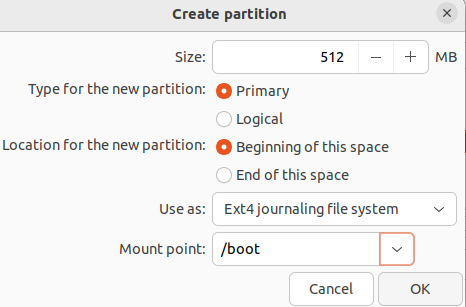 Create partition
Size: 512 MB
Type for the new partition: Primary
Logical
Location for the new partition: Beginning of this space
End of this space
Use as: Ext4 journaling file system
Mount point: /boot
Cancel OK